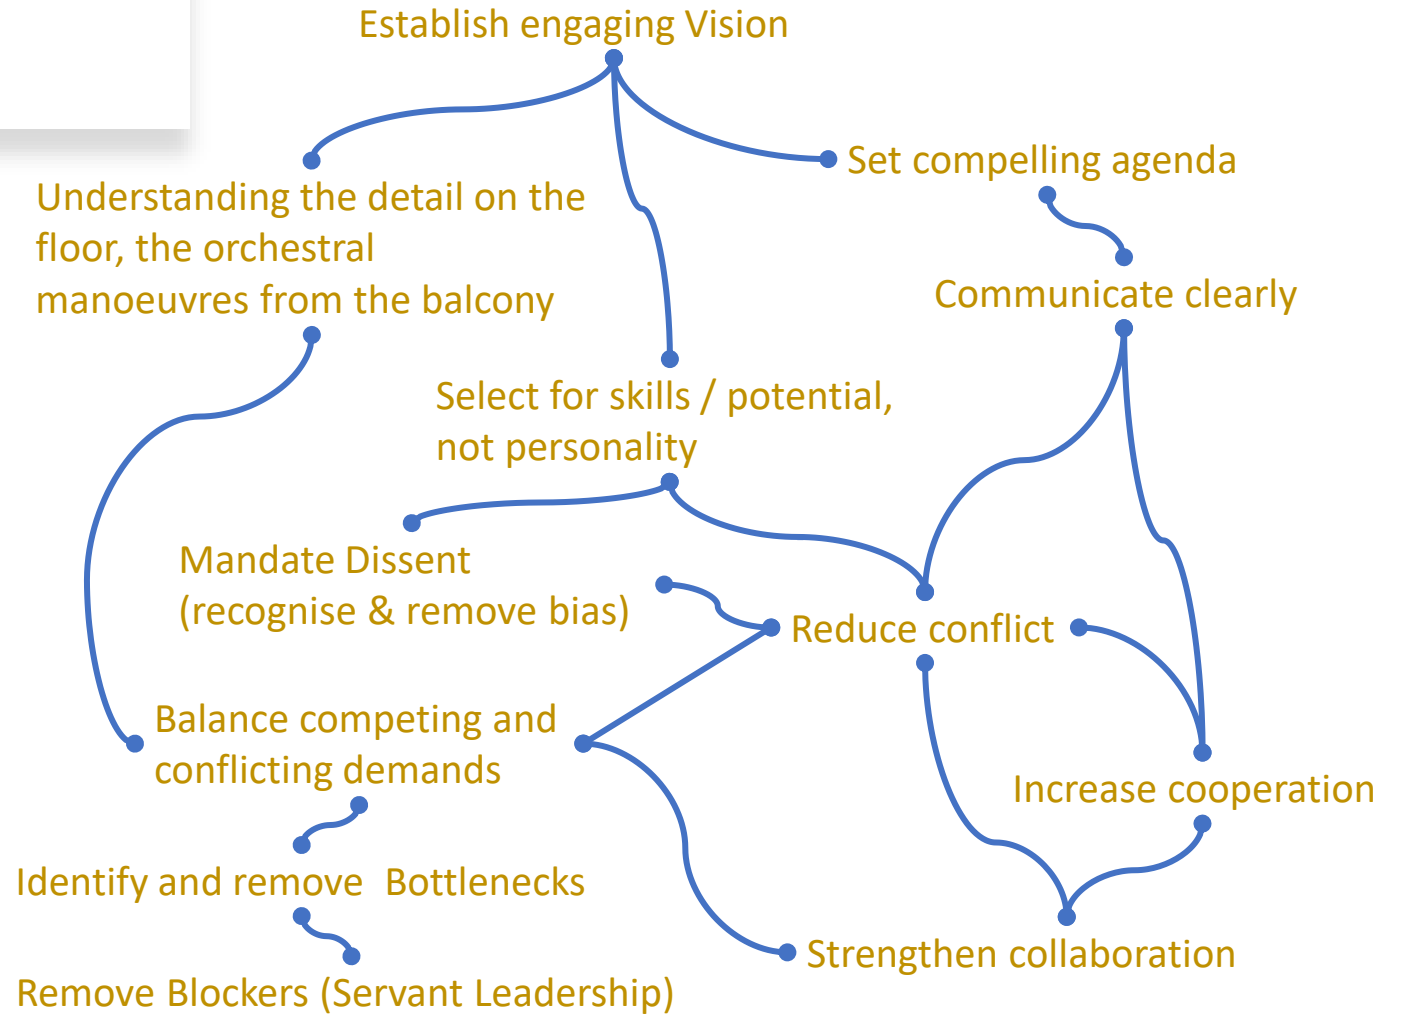 Establish engaging Vision
Set compelling agenda
Understanding the detail on the
floor, the orchestral
manoeuvres from the balcony
Communicate clearly
Select for skills / potential,
not personality
Mandate Dissent
(recognise & remove bias)
Reduce conflict
Balance competing and
conflicting demands
Increase cooperation
Identify and remove  Bottlenecks
Strengthen collaboration
Remove Blockers (Servant Leadership)